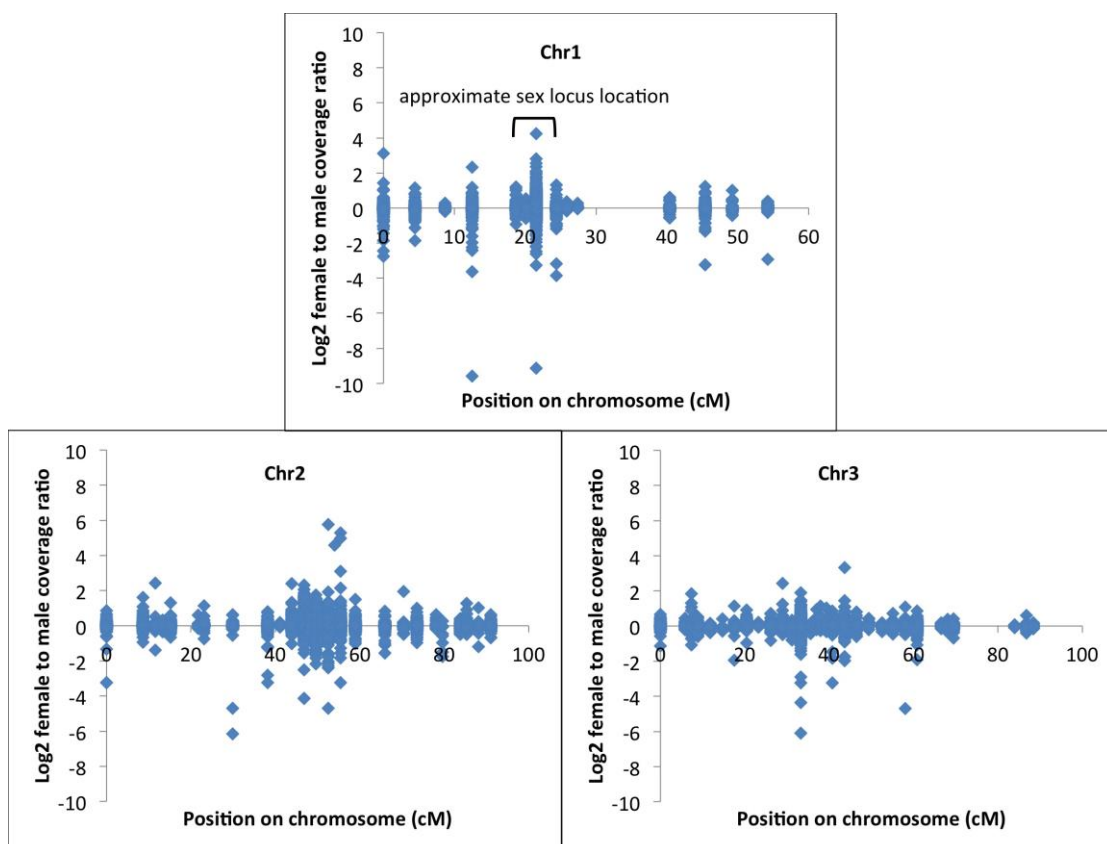 Chr1
approximate sex locus location
Log2 female to male coverage ratio
10
8
6
4
2
0
-2
-4
-6
-8
-10
0 10 20 30 40 50 60
Position on chromosome (cM)
Chr2
Log2 female to male coverage ratio
10
8
6
4
2
0
-2
-4
-6
-8
-10
0 20 40 60 80 100
Position on chromosome (cM)
Chr3
Log2 female to male coverage ratio
10
8
6
4
2
0
-2
-4
-6
-8
-10
0 20 40 60 80 100
Position on chromosome (cM)